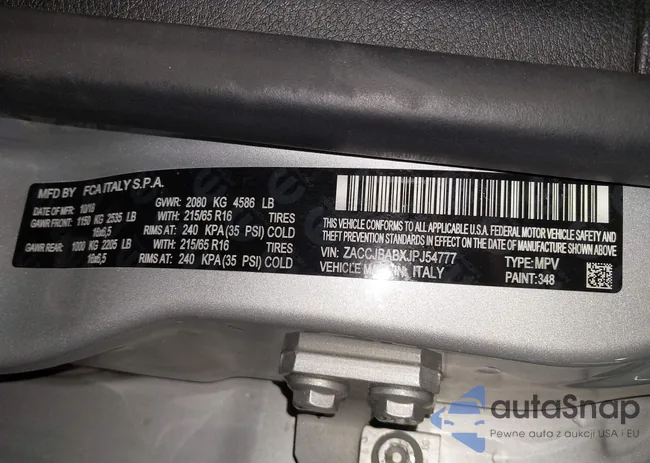 MFD BY FCA ITALY S.P.A.
DATE OF MFR: 10/18 GVWR: 2080 KG 4586 LB
GAWR FRONT: 1150 KG 2535 LB WITH: 215/65 R16 TIRES
16x6,5 RIMS AT: 240 KPA (35 PSI) COLD
GAWR REAR: 1000 KG 2205 LB WITH: 215/65 R16 TIRES
16x6,5 RIMS AT: 240 KPA (35 PSI) COLD
THIS VEHICLE CONFORMS TO ALL APPLICABLE U.S.A. FEDERAL MOTOR VEHICLE SAFETY AND
THEFT PREVENTION STANDARDS IN EFFECT ON THE DATE OF MANUFACTURE SHOWN ABOVE
VIN: ZACCJBABXJPJ54777 TYPE: MPV
VEHICLE MADE IN: ITALY PAINT: 348
autoSnap
Pewne auta z aukcji USA i EU